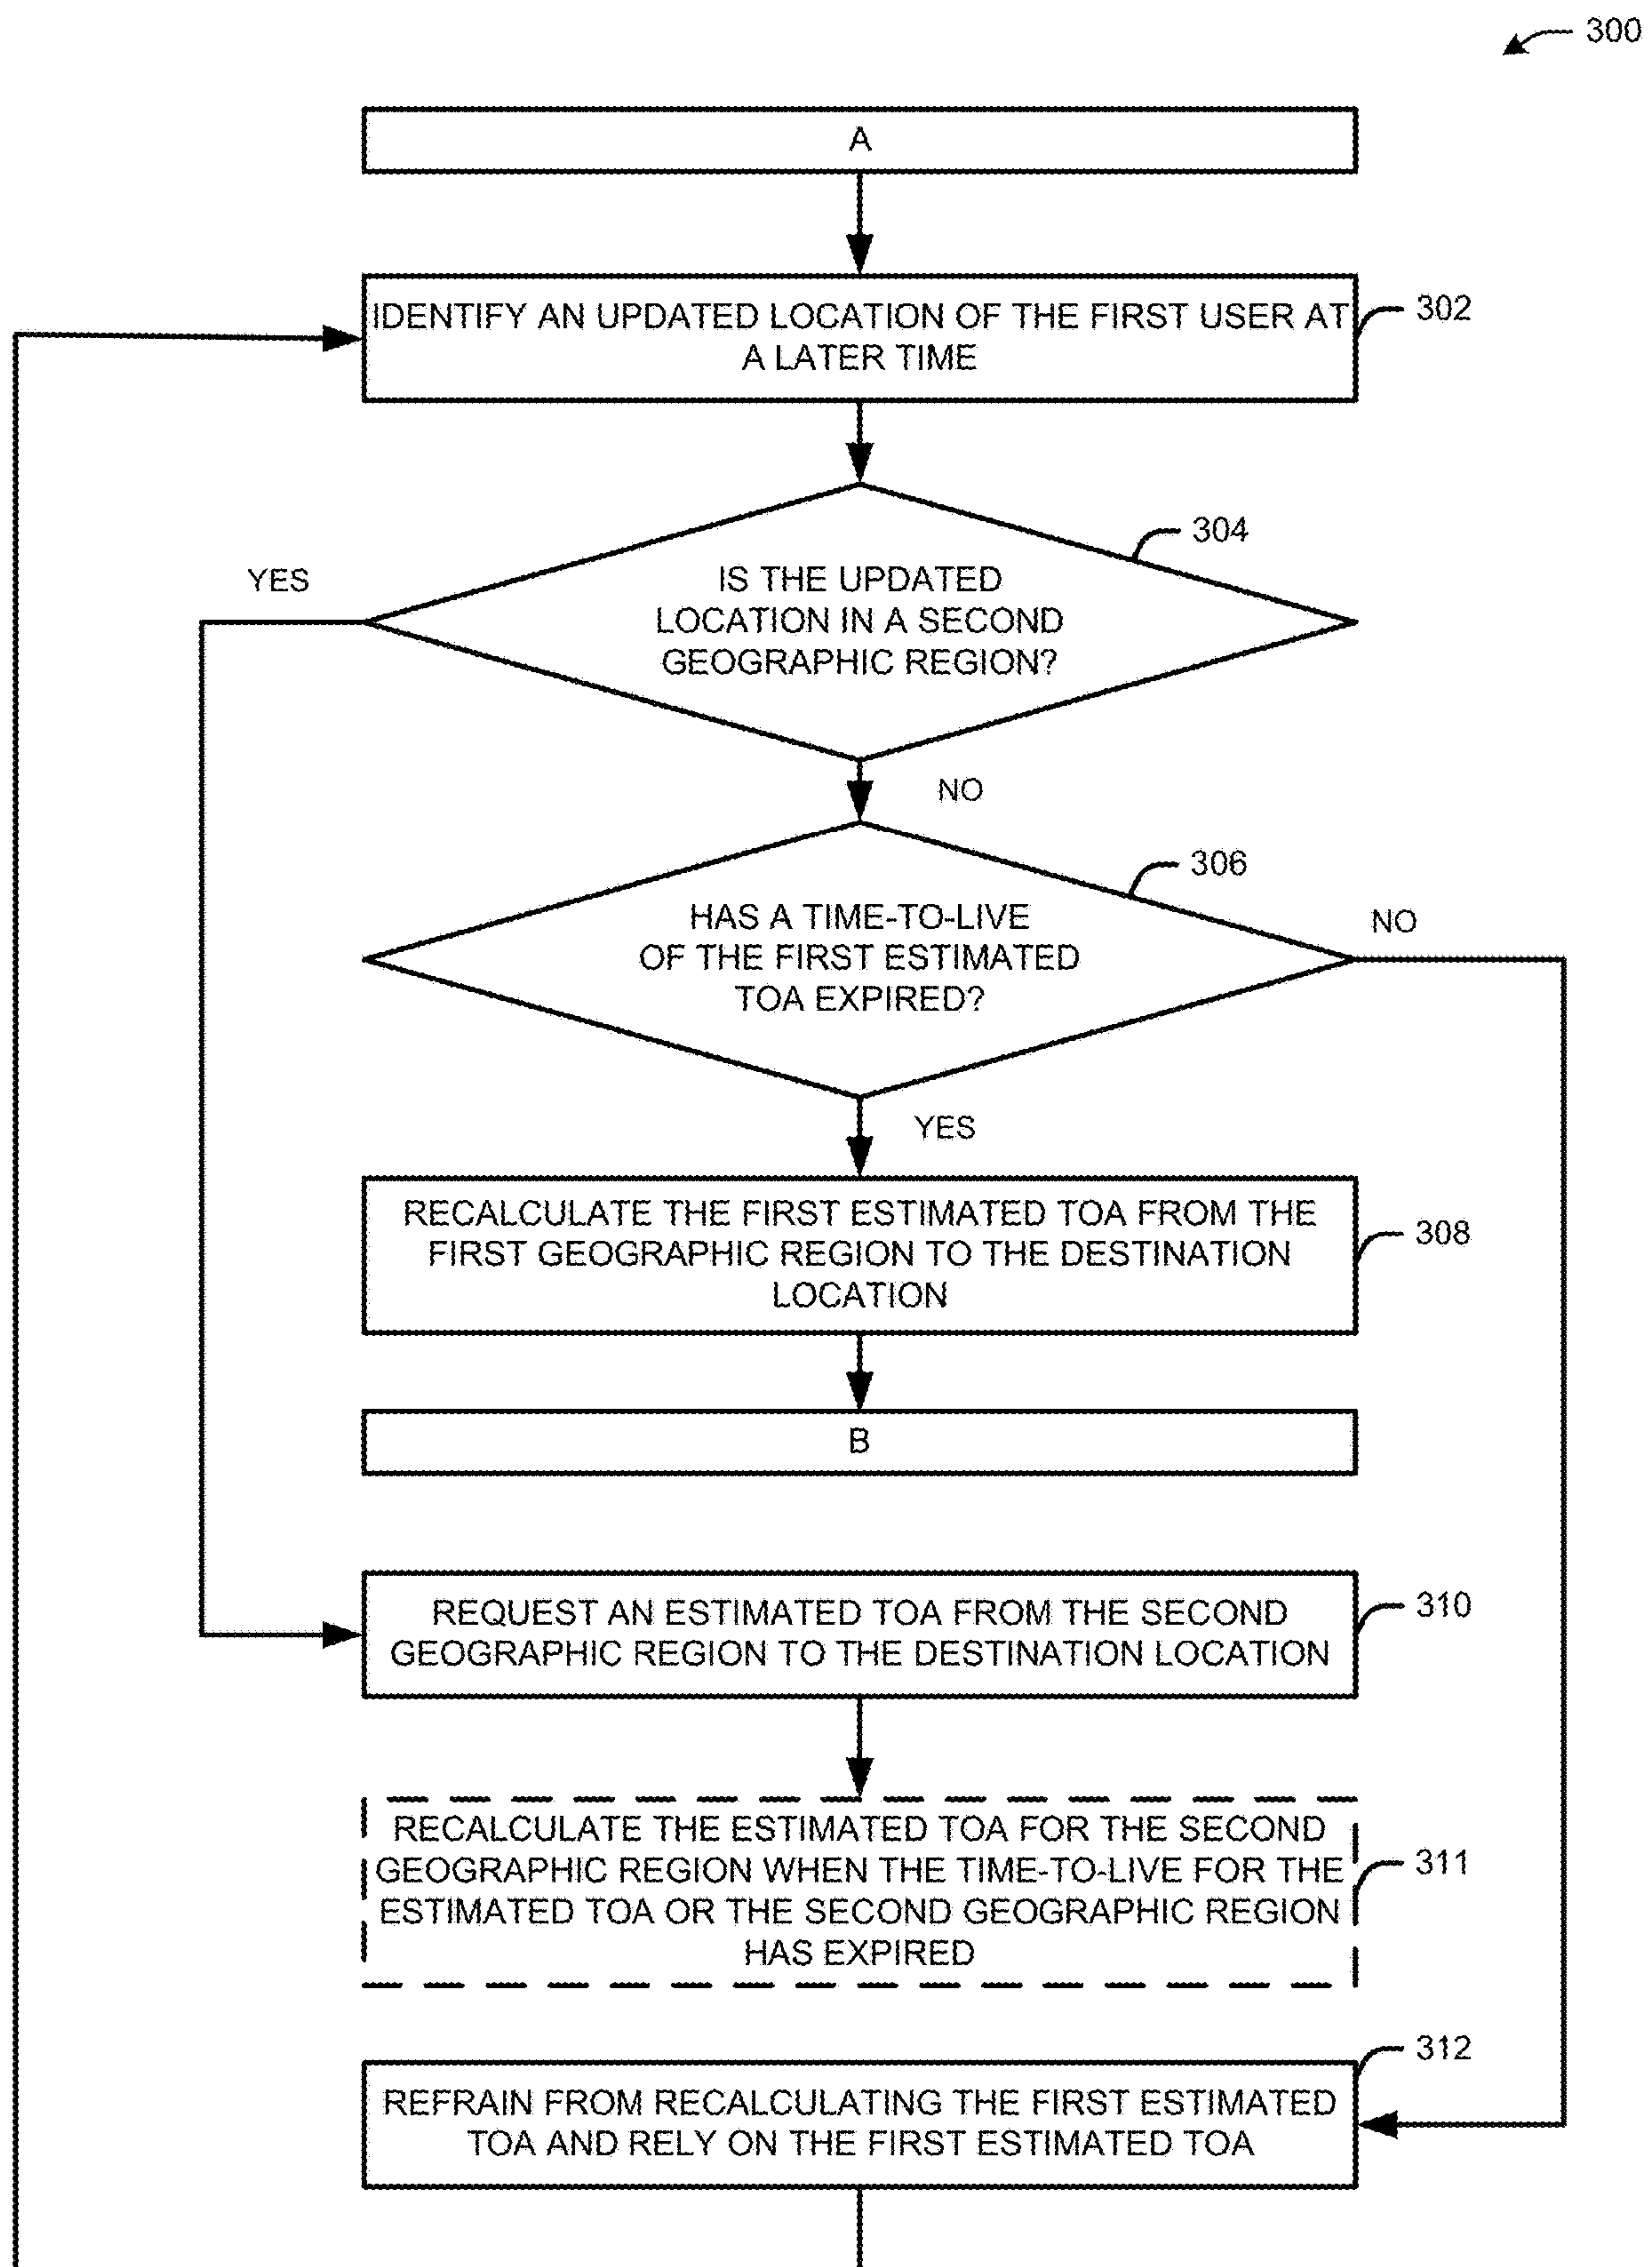 300
A
IDENTIFY AN UPDATED LOCATION OF THE FIRST USER AT
A LATER TIME
302
304
YES
IS THE UPDATED
LOCATION IN A SECOND
GEOGRAPHIC REGION?
NO
306
HAS A TIME-TO-LIVE
OF THE FIRST ESTIMATED
TOA EXPIRED?
NO
YES
RECALCULATE THE FIRST ESTIMATED TOA FROM THE
FIRST GEOGRAPHIC REGION TO THE DESTINATION
LOCATION
308
B
REQUEST AN ESTIMATED TOA FROM THE SECOND
GEOGRAPHIC REGION TO THE DESTINATION LOCATION
310
RECALCULATE THE ESTIMATED TOA FOR THE SECOND
GEOGRAPHIC REGION WHEN THE TIME-TO-LIVE FOR THE
ESTIMATED TOA OR THE SECOND GEOGRAPHIC REGION
HAS EXPIRED
311
312
REFRAIN FROM RECALCULATING THE FIRST ESTIMATED
TOA AND RELY ON THE FIRST ESTIMATED TOA